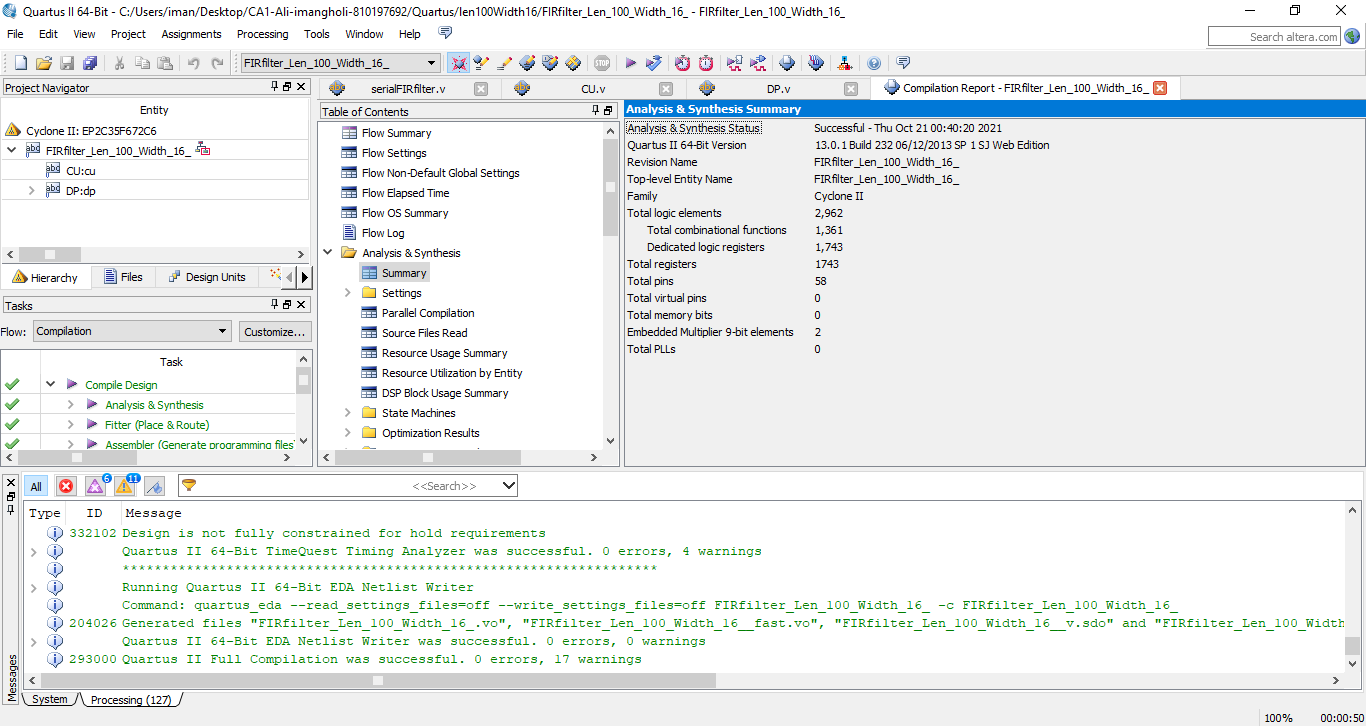 Quartus II 64-Bit - C:/Users/iman/Desktop/CA1-Ali-imangholi-810197692/Quartus/len100Width16/FIRfilter_Len_100_Width_16_ - FIRfilter_Len_100_Width_16_
File Edit View Project Assignments Processing Tools Window Help
Search altera.com
FIRfilter_Len_100_Width_16_
STOP
Project Navigator
Entity
Cyclone II: EP2C35F672C6
FIRfilter_Len_100_Width_16_
CU:cu
DP:dp
Hierarchy Files Design Units
Tasks
Flow: Compilation Customize...
Task
Compile Design
Analysis & Synthesis
Fitter (Place & Route)
Assembler (Generate programming files)
serialFIRfilter.v CU.v DP.v Compilation Report - FIRfilter_Len_100_Width_16_
Table of Contents
Flow Summary
Flow Settings
Flow Non-Default Global Settings
Flow Elapsed Time
Flow OS Summary
Flow Log
Analysis & Synthesis
Summary
Settings
Parallel Compilation
Source Files Read
Resource Usage Summary
Resource Utilization by Entity
DSP Block Usage Summary
State Machines
Optimization Results
Analysis & Synthesis Summary
Analysis & Synthesis Status Successful - Thu Oct 21 00:40:20 2021
Quartus II 64-Bit Version 13.0.1 Build 232 06/12/2013 SP 1 SJ Web Edition
Revision Name FIRfilter_Len_100_Width_16_
Top-level Entity Name FIRfilter_Len_100_Width_16_
Family Cyclone II
Total logic elements 2,962
Total combinational functions 1,361
Dedicated logic registers 1,743
Total registers 1743
Total pins 58
Total virtual pins 0
Total memory bits 0
Embedded Multiplier 9-bit elements 2
Total PLLs 0
All 6 11 <<Search>>
Type ID Message
332102 Design is not fully constrained for hold requirements
Quartus II 64-Bit TimeQuest Timing Analyzer was successful. 0 errors, 4 warnings
*******************************************************************
Running Quartus II 64-Bit EDA Netlist Writer
Command: quartus_eda --read_settings_files=off --write_settings_files=off FIRfilter_Len_100_Width_16_ -c FIRfilter_Len_100_Width_16_
204026 Generated files "FIRfilter_Len_100_Width_16_.vo", "FIRfilter_Len_100_Width_16__fast.vo", "FIRfilter_Len_100_Width_16__v.sdo" and "FIRfilter_Len_100_Width
Quartus II 64-Bit EDA Netlist Writer was successful. 0 errors, 0 warnings
293000 Quartus II Full Compilation was successful. 0 errors, 17 warnings
Messages
System Processing (127)
100% 00:00:50